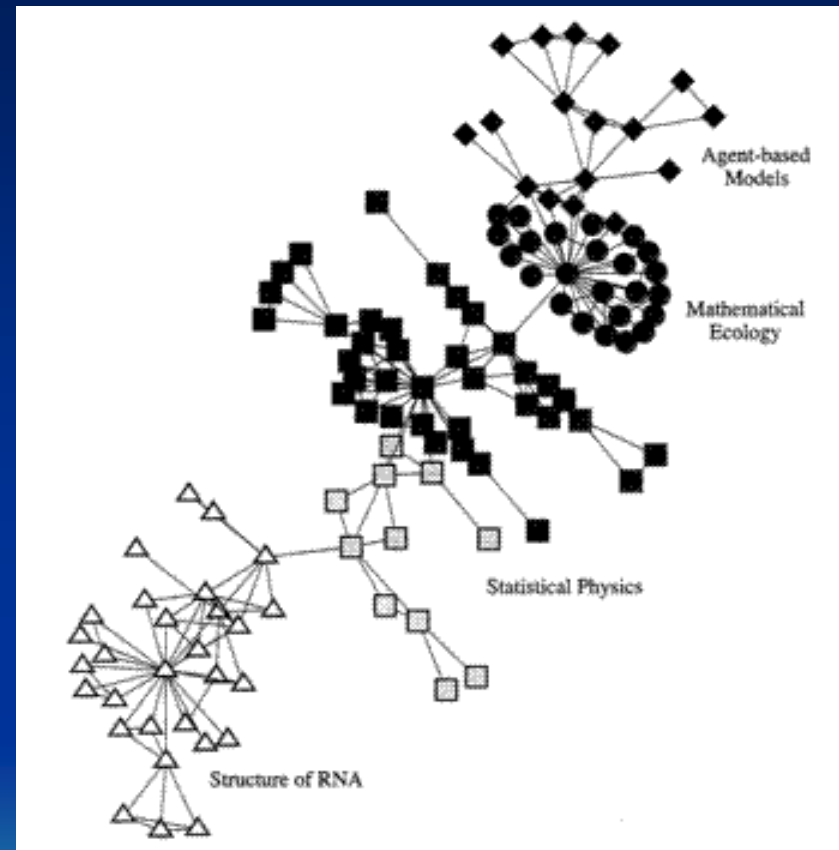 Agent-based
Models
Mathematical
Ecology
Statistical Physics
Structure of RNA